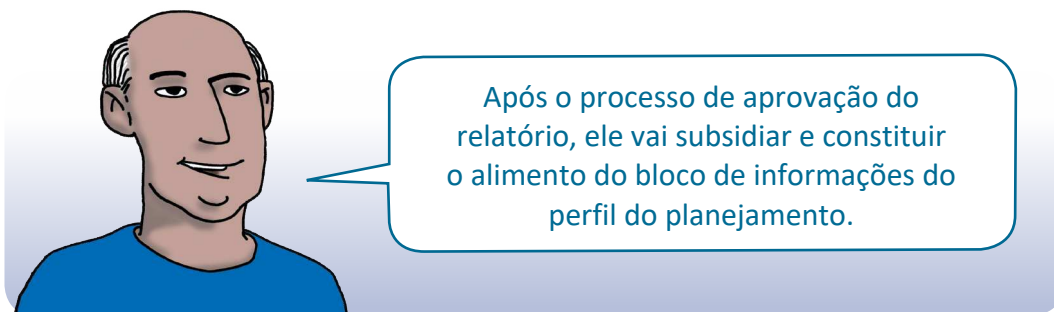 Após o processo de aprovação do
relatório, ele vai subsidiar e constituir
o alimento do bloco de informações do
perfil do planejamento.